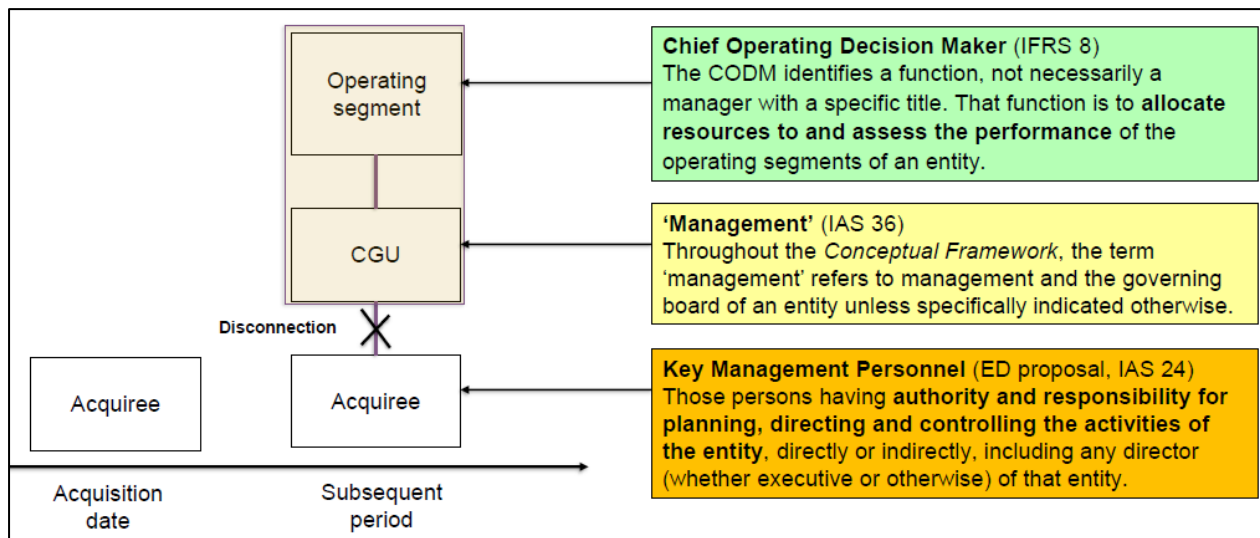 Operating
segment
CGU
Disconnection
Acquiree
Acquiree
Acquisition
date
Subsequent
period
Chief Operating Decision Maker (IFRS 8)
The CODM identifies a function, not necessarily a
manager with a specific title. That function is to allocate
resources to and assess the performance of the
operating segments of an entity.
‘Management’ (IAS 36)
Throughout the Conceptual Framework, the term
‘management’ refers to management and the governing
board of an entity unless specifically indicated otherwise.
Key Management Personnel (ED proposal, IAS 24)
Those persons having authority and responsibility for
planning, directing and controlling the activities of
the entity, directly or indirectly, including any director
(whether executive or otherwise) of that entity.